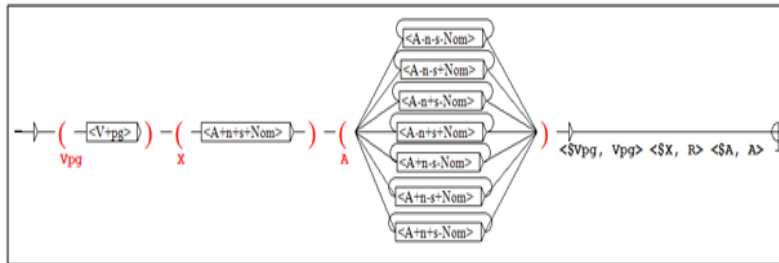 <A-n-s-Nom>
<A-n-s+Nom>
<A-n+s-Nom>
( <V+pg> ) ( <A+n+s+Nom> ) ( <A-n+s+Nom> )
Vpg X A <$Vpg, Vpg> <$X, R> <$A, A>
<A+n-s-Nom>
<A+n-s+Nom>
<A+n+s-Nom>